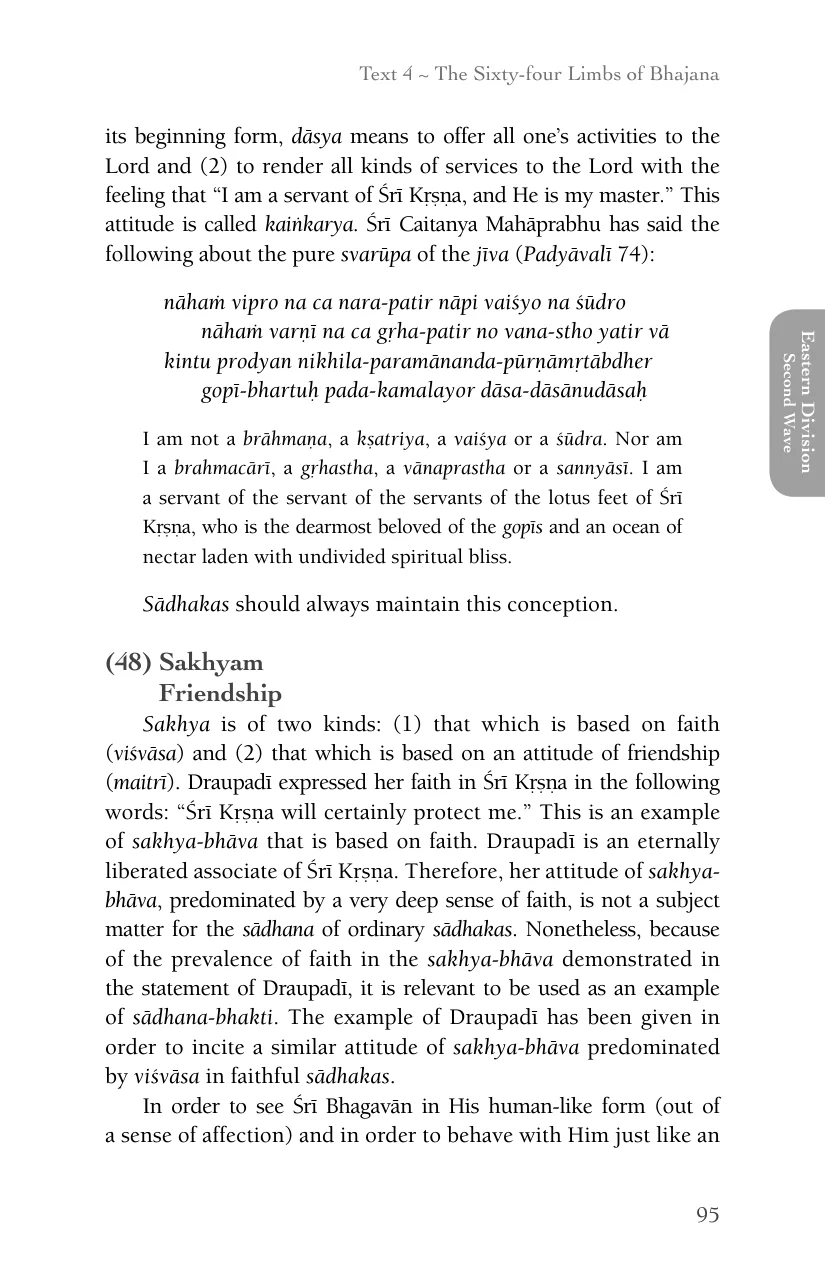 Text 4 ~ The Sixty-four Limbs of Bhajana
its beginning form, dāsya means to offer all one’s activities to the
Lord and (2) to render all kinds of services to the Lord with the
feeling that “I am a servant of Śrī Kṛṣṇa, and He is my master.” This
attitude is called kaiṅkarya. Śrī Caitanya Mahāprabhu has said the
following about the pure svarūpa of the jīva (Padyāvalī 74):
nāhaṁ vipro na ca nara-patir nāpi vaiśyo na śūdro
nāhaṁ varṇī na ca gṛha-patir no vana-stho yatir vā
kintu prodyan nikhila-paramānanda-pūrṇāmṛtābdher
gopī-bhartuḥ pada-kamalayor dāsa-dāsānudāsaḥ
I am not a brāhmaṇa, a kṣatriya, a vaiśya or a śūdra. Nor am
I a brahmacārī, a gṛhastha, a vānaprastha or a sannyāsī. I am
a servant of the servant of the servants of the lotus feet of Śrī
Kṛṣṇa, who is the dearmost beloved of the gopīs and an ocean of
nectar laden with undivided spiritual bliss.
Sādhakas should always maintain this conception.
(48) Sakhyam
Friendship
Sakhya is of two kinds: (1) that which is based on faith
(viśvāsa) and (2) that which is based on an attitude of friendship
(maitrī). Draupadī expressed her faith in Śrī Kṛṣṇa in the following
words: “Śrī Kṛṣṇa will certainly protect me.” This is an example
of sakhya-bhāva that is based on faith. Draupadī is an eternally
liberated associate of Śrī Kṛṣṇa. Therefore, her attitude of sakhya-
bhāva, predominated by a very deep sense of faith, is not a subject
matter for the sādhana of ordinary sādhakas. Nonetheless, because
of the prevalence of faith in the sakhya-bhāva demonstrated in
the statement of Draupadī, it is relevant to be used as an example
of sādhana-bhakti. The example of Draupadī has been given in
order to incite a similar attitude of sakhya-bhāva predominated
by viśvāsa in faithful sādhakas.
In order to see Śrī Bhagavān in His human-like form (out of
a sense of affection) and in order to behave with Him just like an
Eastern Division
Second Wave
95